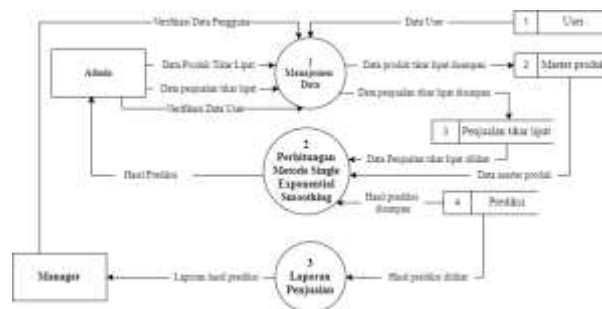 Verifikasi Data Pengguna
Data User
1 User
Admin
Data Produk Tikar Lipat
1
Manajemen
Data
Data produk tikar lipat disimpan
2 Master produk
Data penjualan tikar lipat
Data penjualan tikar lipat disimpan
Verifikasi Data User
3 Penjualan tikar lipat
2
Perhitungan
Metode Single
Exponential
Smoothing
Data Penjualan tikar lipat diolah
Hasil Prediksi
Data master produk
Hasil prediksi
disimpan
4 Prediksi
Manager
Laporan hasil prediksi
3
Laporan
Penjualan
Hasil prediksi diolah